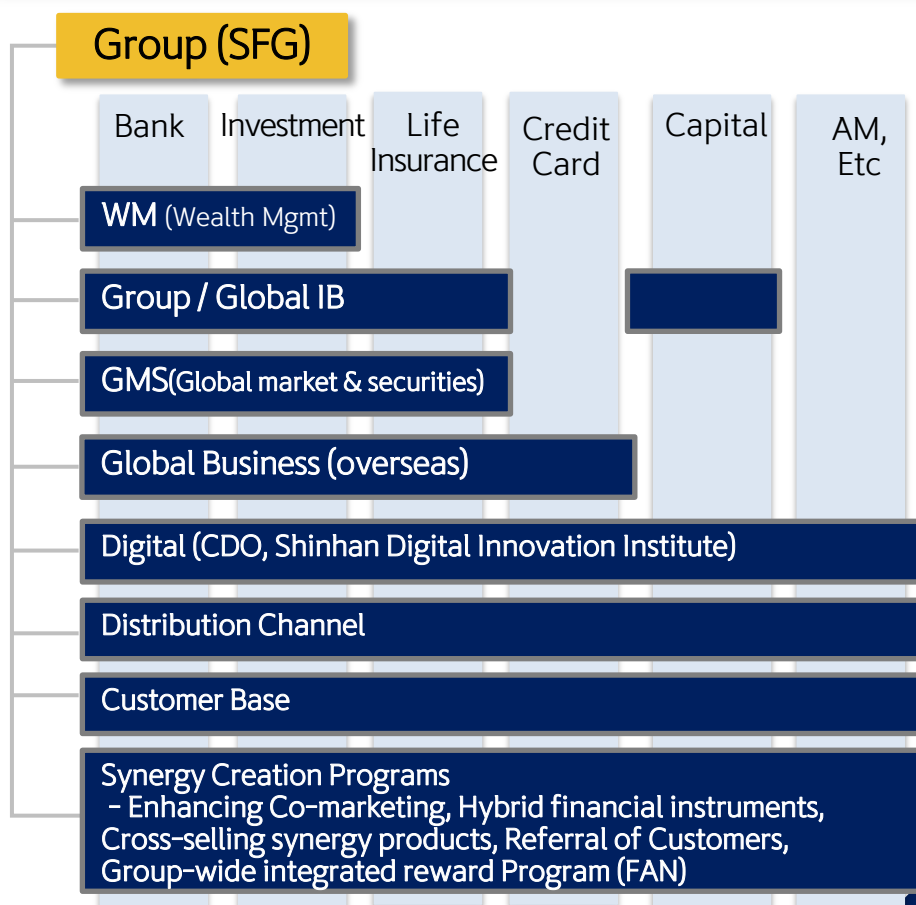 Group (SFG)
Bank
Investment
Life
Insurance
Credit
Card
Capital
AM,
Etc
WM (Wealth Mgmt)
Group / Global IB
GMS(Global market & securities)
Global Business (overseas)
Digital (CDO, Shinhan Digital Innovation Institute)
Distribution Channel
Customer Base
Synergy Creation Programs
- Enhancing Co-marketing, Hybrid financial instruments,
Cross-selling synergy products, Referral of Customers,
Group-wide integrated reward Program (FAN)